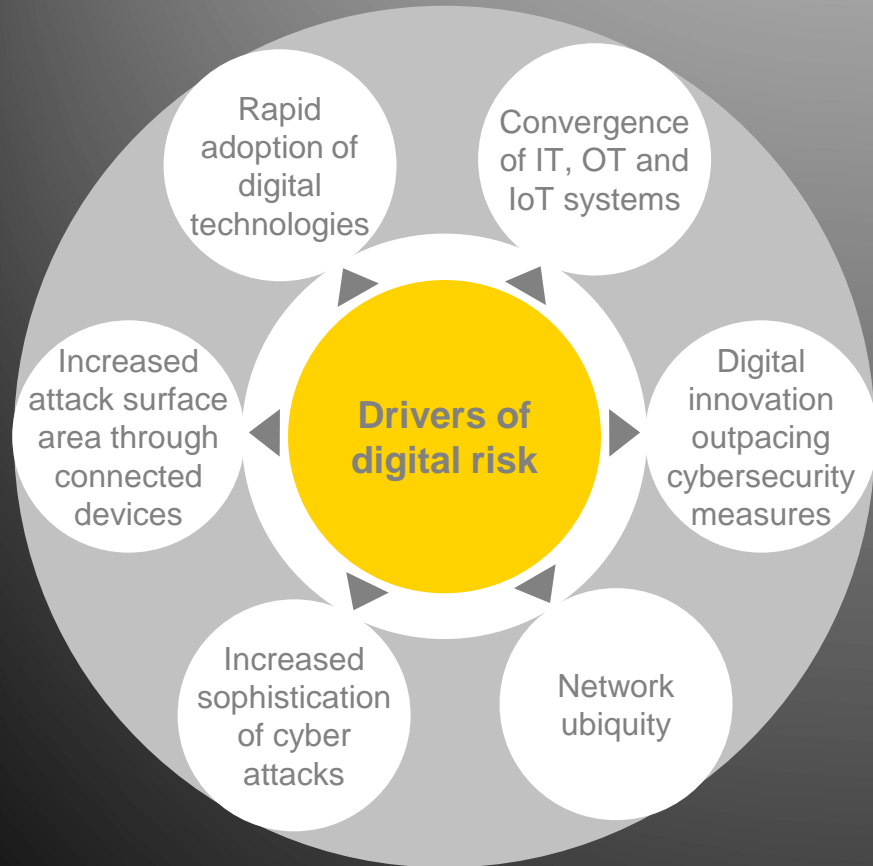 Rapid
adoption of
digital
technologies
Convergence
of IT, OT and
IoT systems
Increased
attack surface
area through
connected
devices
Drivers of
digital risk
Digital
innovation
outpacing
cybersecurity
measures
Increased
sophistication
of cyber
attacks
Network
ubiquity